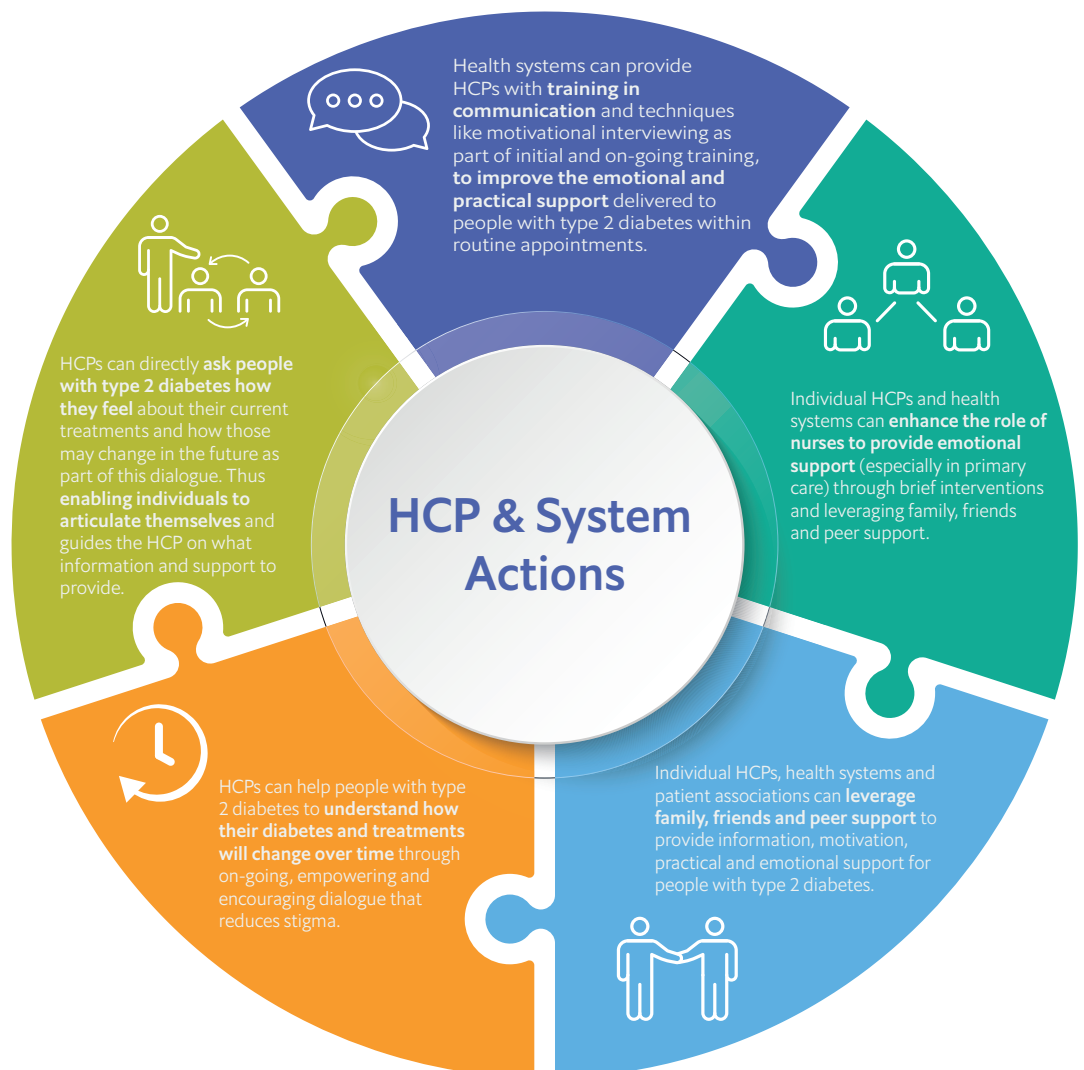 Health systems can provide
HCPs with training in
communication and techniques
like motivational interviewing as
part of initial and on-going training,
to improve the emotional and
practical support delivered to
people with type 2 diabetes within
routine appointments.
Individual HCPs and health
systems can enhance the role of
nurses to provide emotional
support (especially in primary
care) through brief interventions
and leveraging family, friends
and peer support.
Individual HCPs, health systems and
patient associations can leverage
family, friends and peer support to
provide information, motivation,
practical and emotional support for
people with type 2 diabetes.
HCPs can help people with type
2 diabetes to understand how
their diabetes and treatments
will change over time through
on-going, empowering and
encouraging dialogue that
reduces stigma.
HCPs can directly ask people
with type 2 diabetes how
they feel about their current
treatments and how those
may change in the future as
part of this dialogue. Thus
enabling individuals to
articulate themselves and
guides the HCP on what
information and support to
provide.
HCP & System
Actions